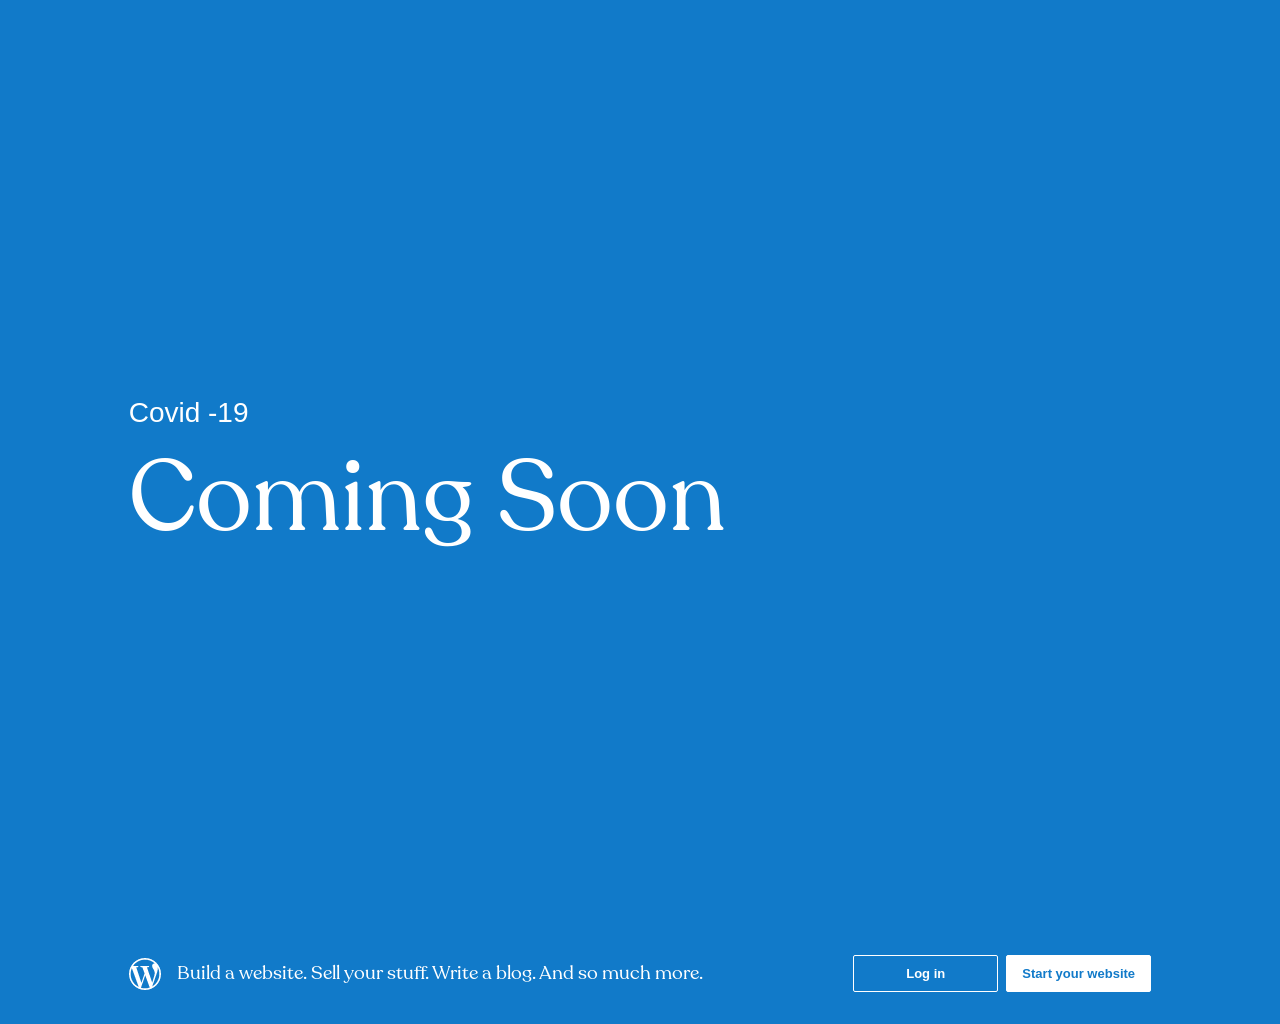 Covid -19
Coming Soon
Build a website. Sell your stuff. Write a blog. And so much more.
Log in
Start your website